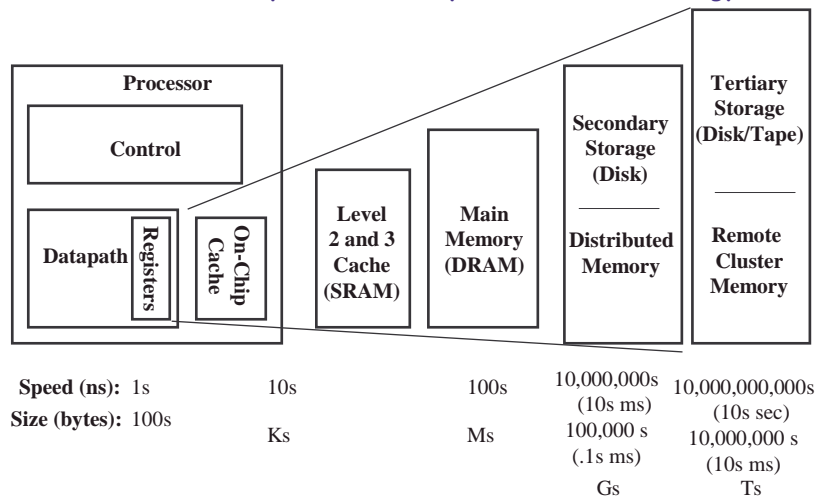 Processor
Control
Datapath
Registers
On-Chip
Cache
Level
2 and 3
Cache
(SRAM)
Main
Memory
(DRAM)
Secondary
Storage
(Disk)
Distributed
Memory
Tertiary
Storage
(Disk/Tape)
Remote
Cluster
Memory
Speed (ns): 1s 10s 100s 10,000,000s 10,000,000,000s
(10s ms) (10s sec)
Size (bytes): 100s Ks Ms 100,000 s 10,000,000 s
(.1s ms) (10s ms)
Gs Ts